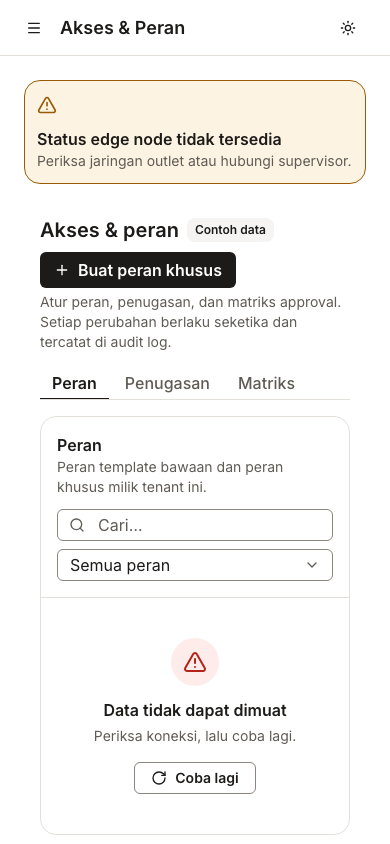 Akses & Peran
Status edge node tidak tersedia
Periksa jaringan outlet atau hubungi supervisor.
Akses & peran
Contoh data
Buat peran khusus
Atur peran, penugasan, dan matriks approval.
Setiap perubahan berlaku seketika dan
tercatat di audit log.
Peran
Penugasan
Matriks
Peran
Peran template bawaan dan peran
khusus milik tenant ini.
Cari...
Semua peran
Data tidak dapat dimuat
Periksa koneksi, lalu coba lagi.
Coba lagi